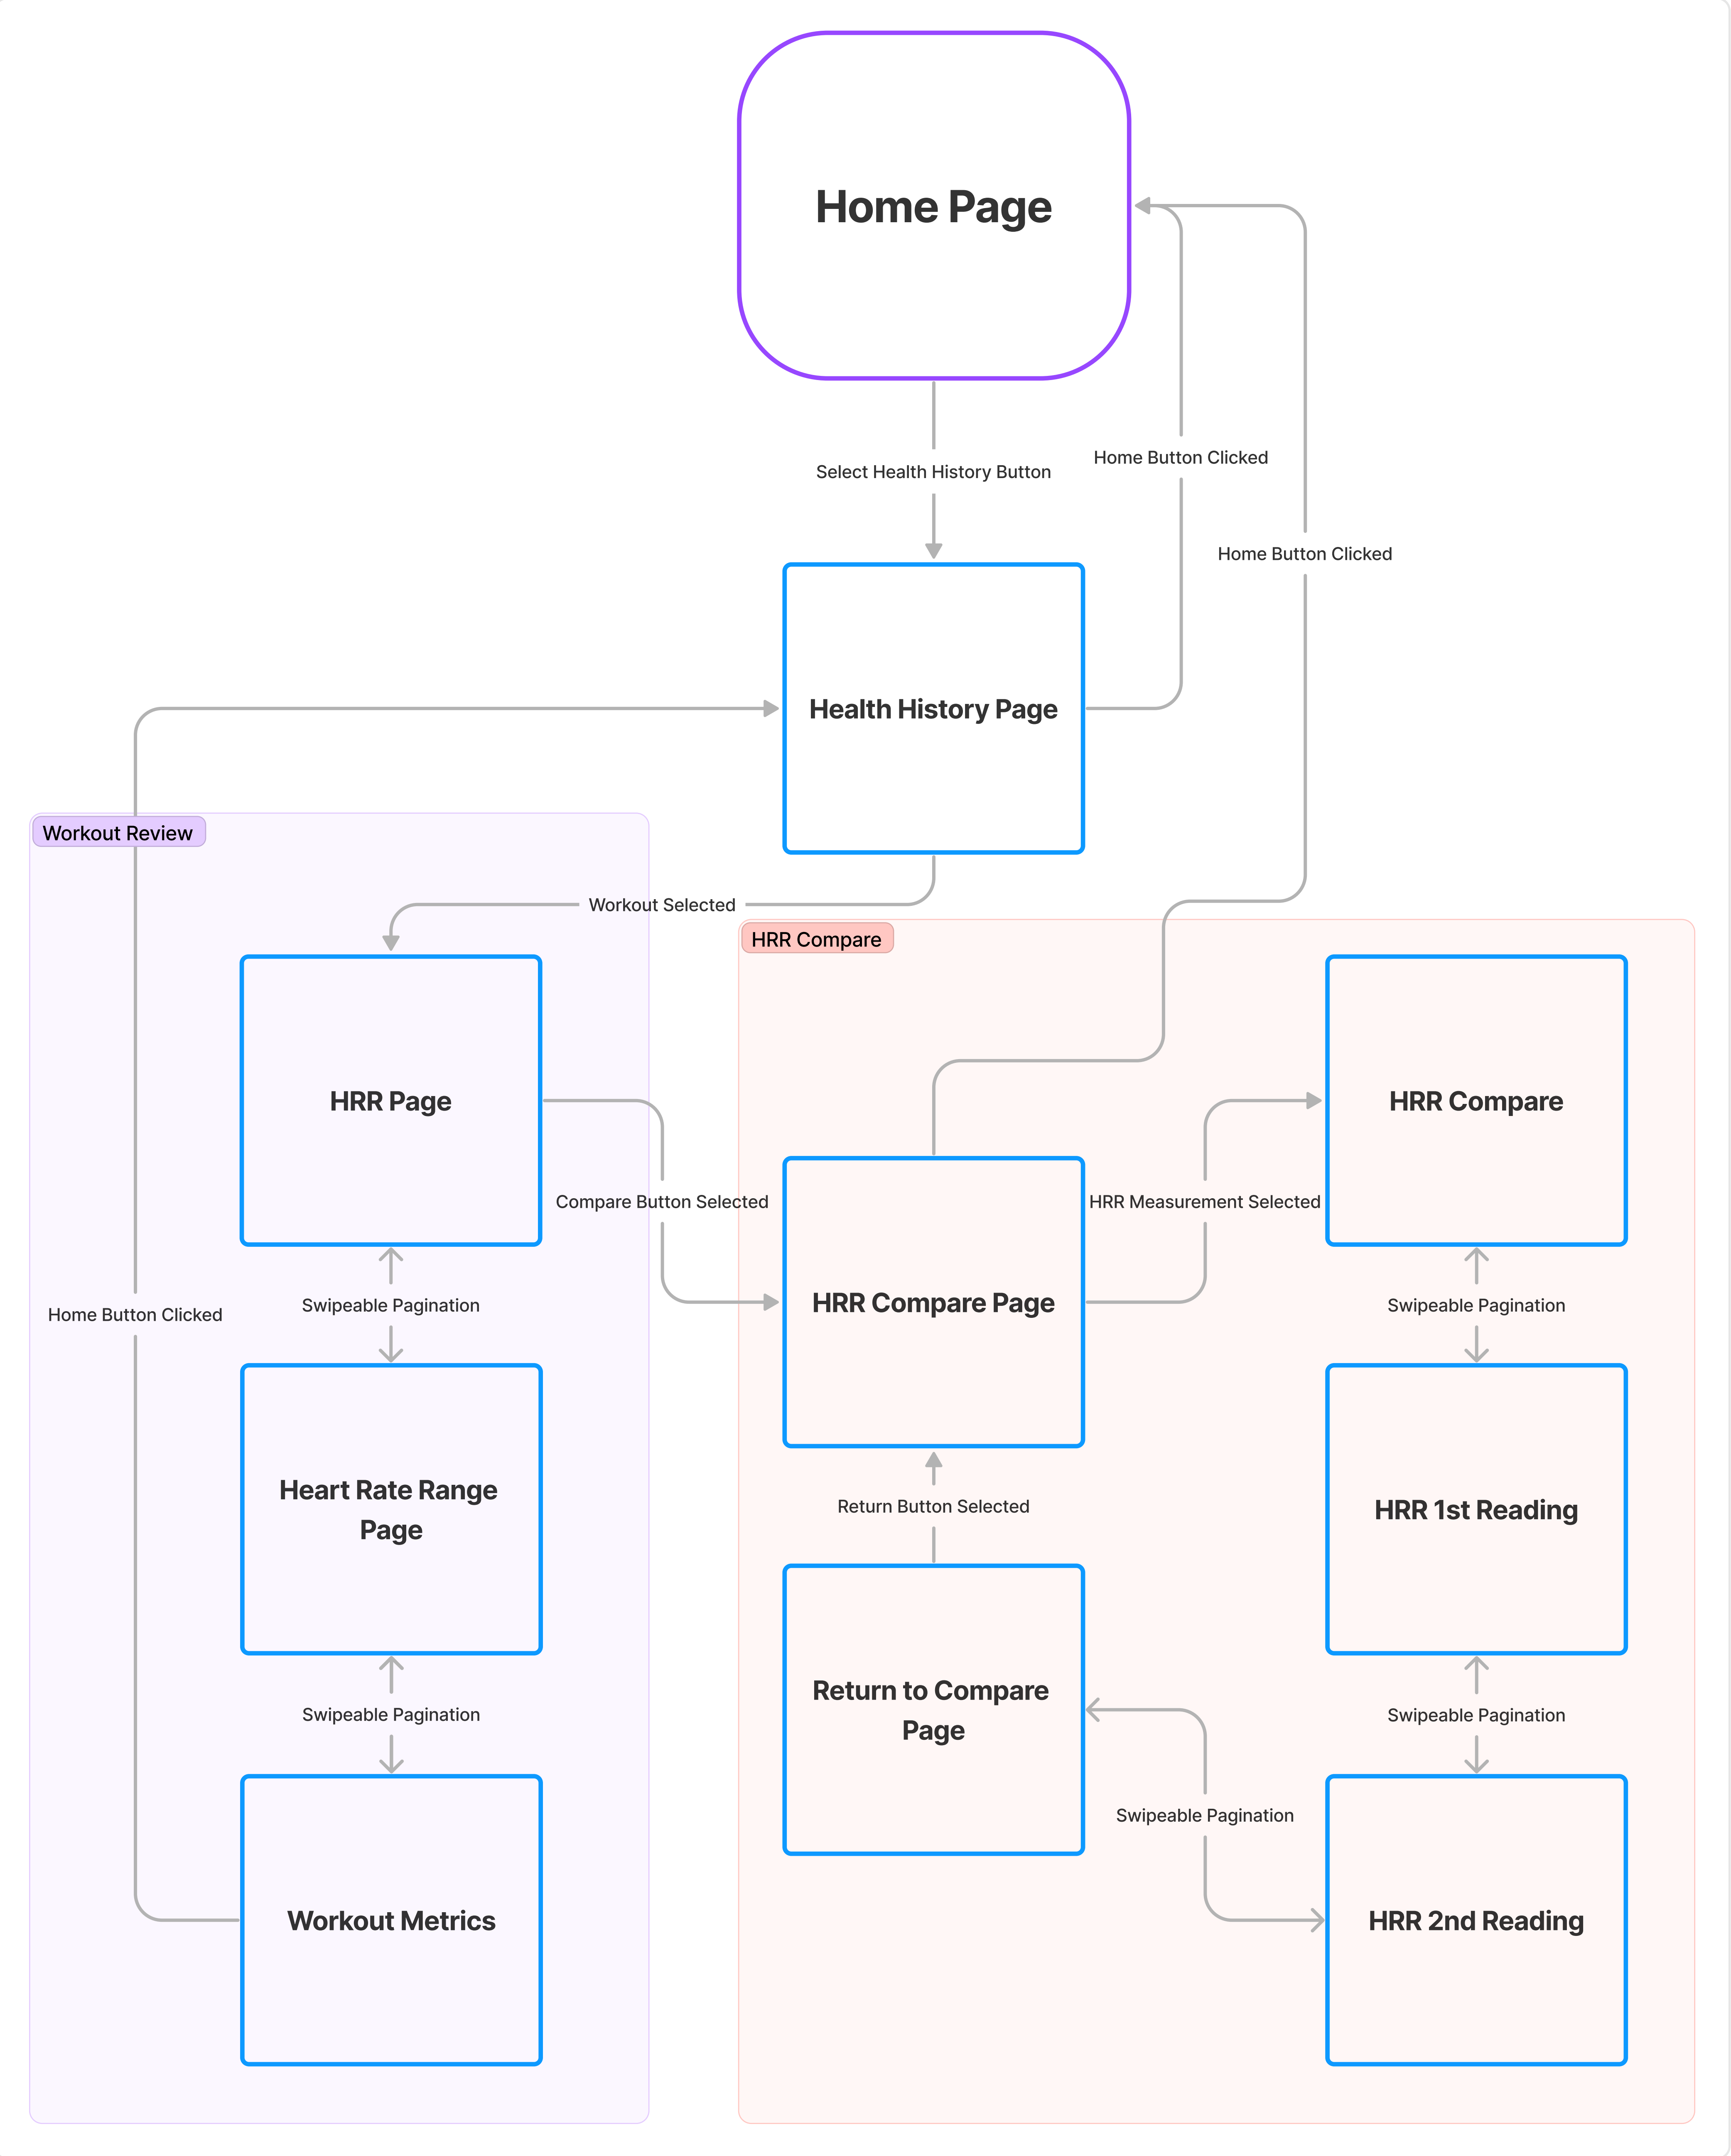 Home Page
Select Health History Button
Home Button Clicked
Home Button Clicked
Health History Page
Workout Review
Workout Selected
HRR Compare
HRR Page
HRR Compare
Compare Button Selected
HRR Measurement Selected
HRR Compare Page
Home Button Clicked
Swipeable Pagination
Swipeable Pagination
Heart Rate Range
Page
Return Button Selected
HRR 1st Reading
Return to Compare
Page
Swipeable Pagination
Swipeable Pagination
Swipeable Pagination
Workout Metrics
HRR 2nd Reading